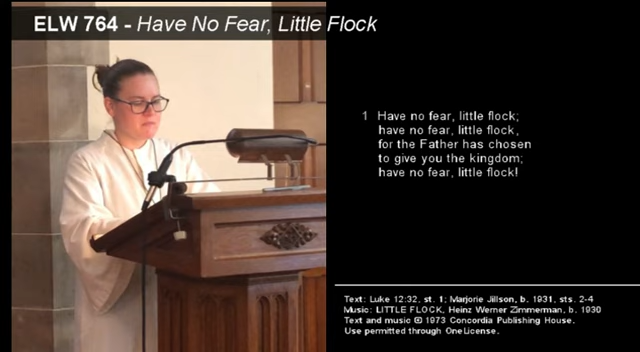 ELW 764 - Have No Fear, Little Flock
1 Have no fear, little flock;
have no fear, little flock,
for the Father has chosen
to give you the kingdom;
have no fear, little flock!
Text: Luke 12:32, st. 1; Marjorie Jillson, b. 1931, sts. 2-4
Music: LITTLE FLOCK, Heinz Werner Zimmerman, b. 1930
Text and music © 1973 Concordia Publishing House.
Use permitted through OneLicense.